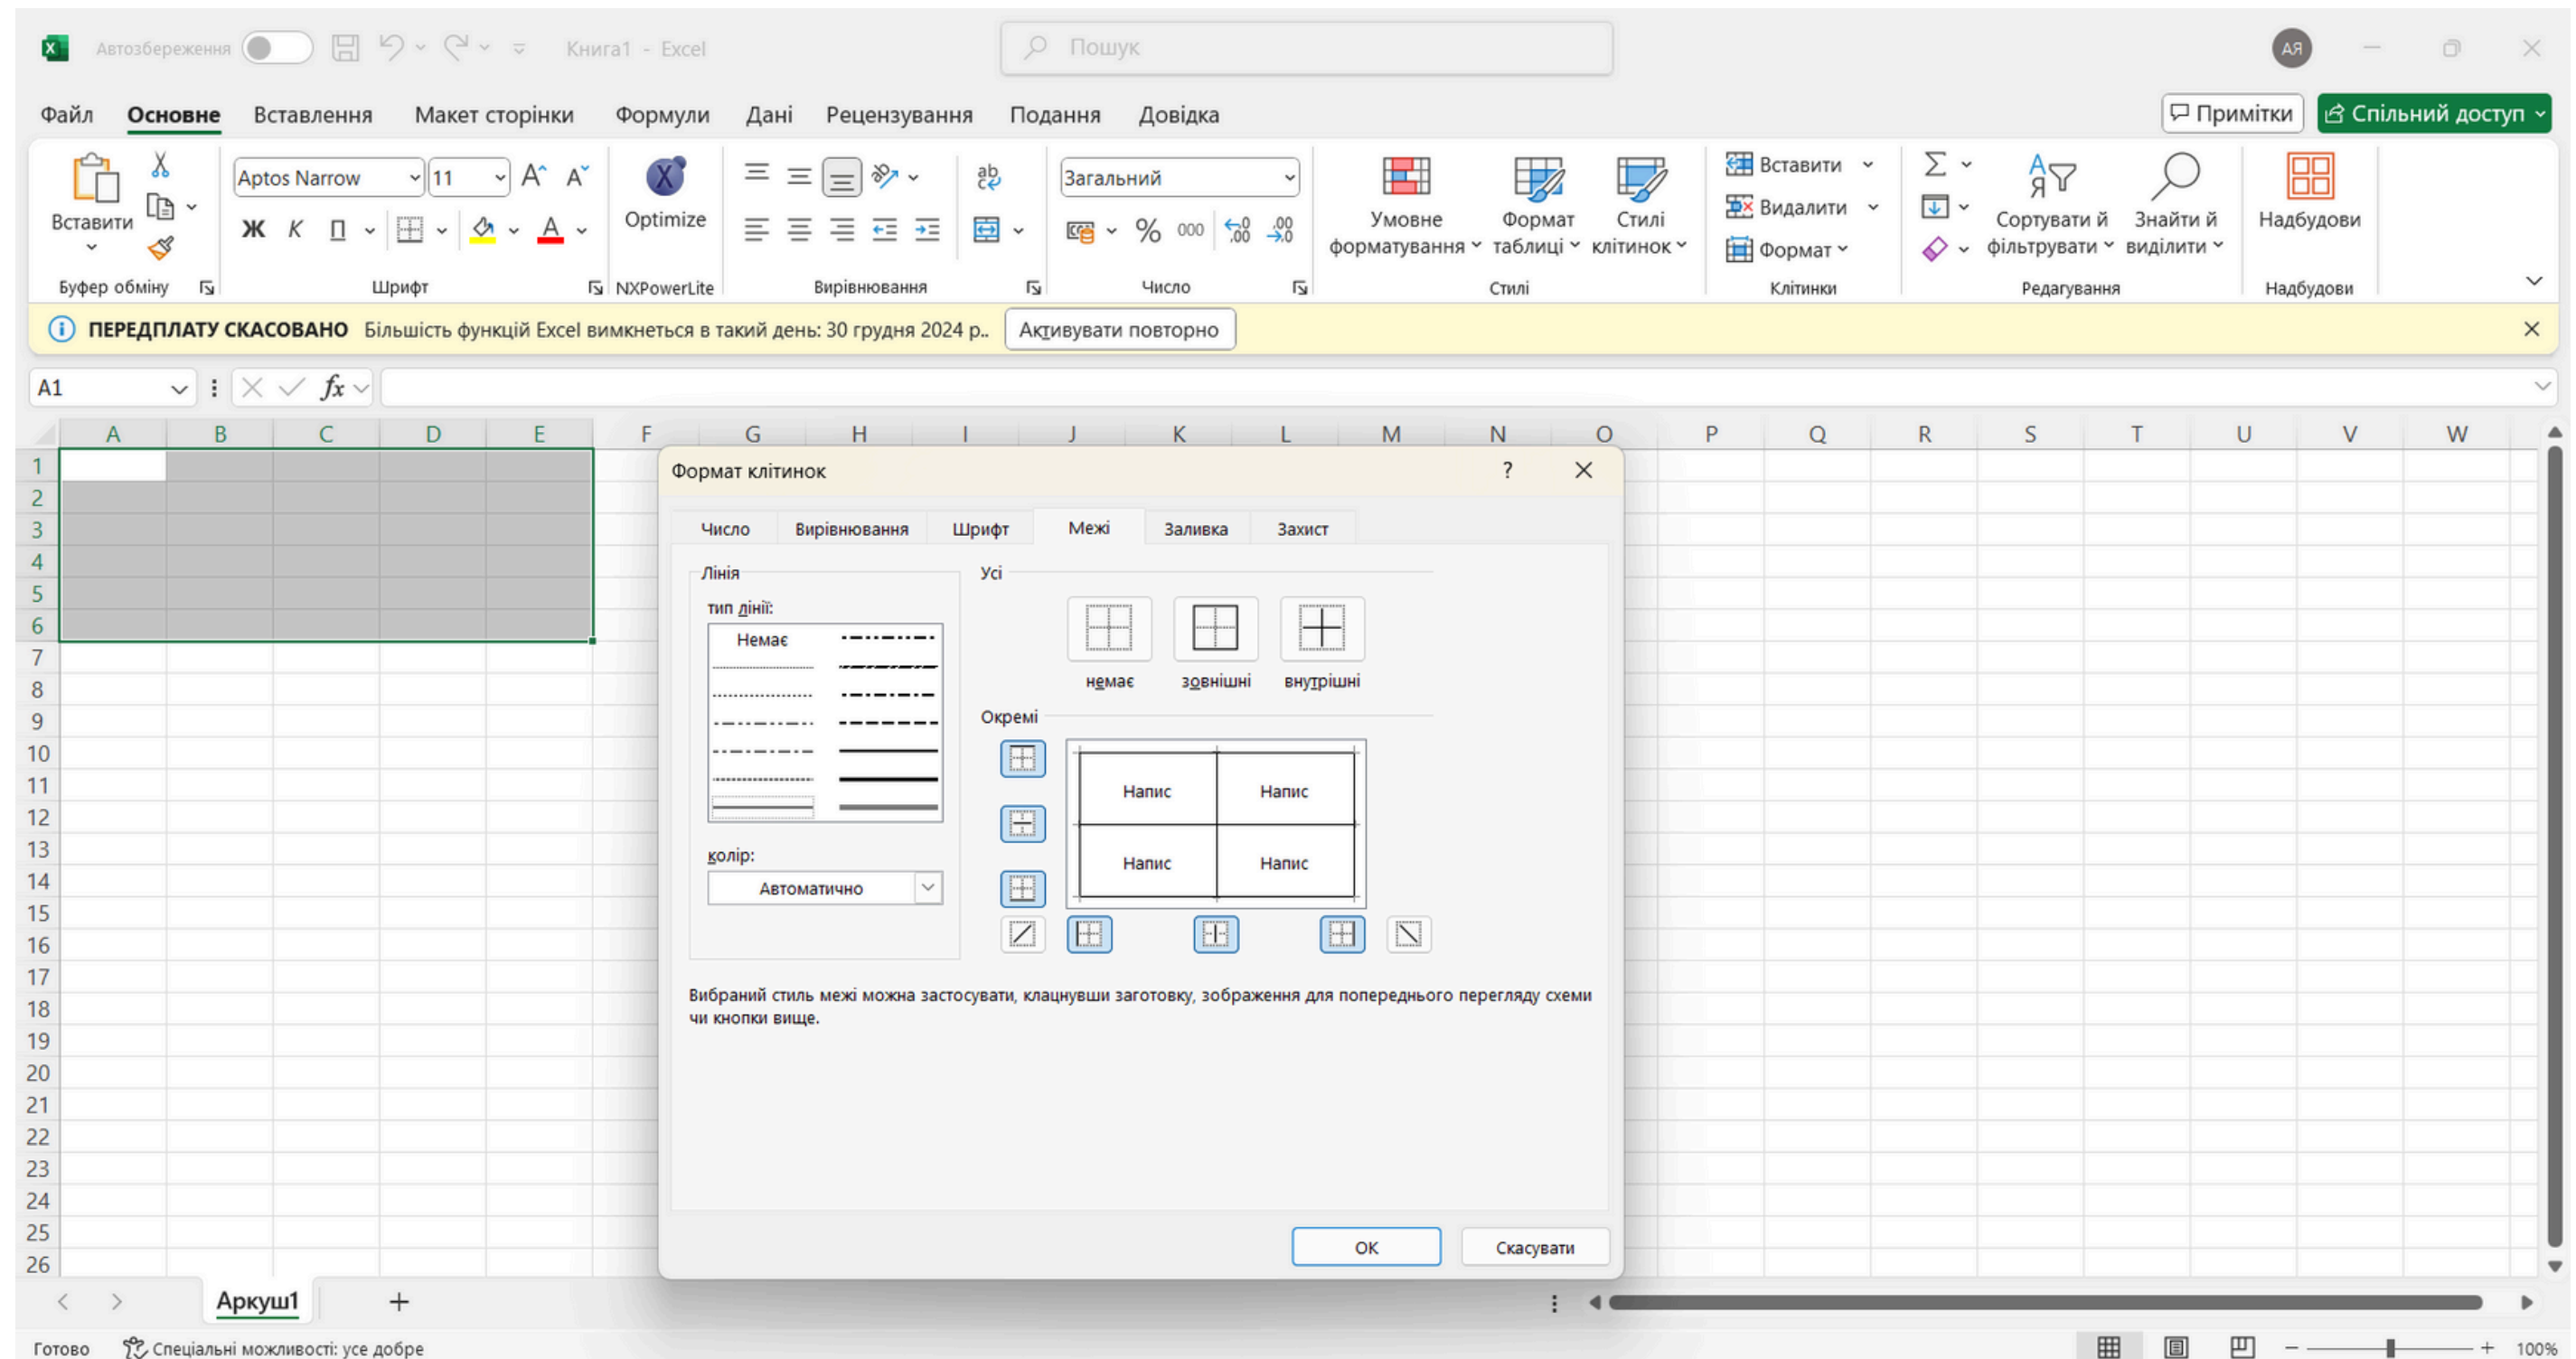 Автозбереження Книга1 - Excel Пошук АЯ
Файл Основне Вставлення Макет сторінки Формули Дані Рецензування Подання Довідка Примітки Спільний доступ
Вставити
Буфер обміну
Aptos Narrow 11
Ж К П А
Шрифт
Optimize
NXPowerLite
Вирівнювання
Загальний
% 000
Число
Умовне форматування
Формат таблиці
Стилі клітинок
Стилі
Вставити
Видалити
Формат
Клітинки
Сортувати й фільтрувати
Знайти й виділити
Редагування
Надбудови
Надбудови
ПЕРЕДПЛАТУ СКАСОВАНО Більшість функцій Excel вимкнеться в такий день: 30 грудня 2024 р.. Активувати повторно
A1 fx
A B C D E F G H I J K L M N O P Q R S T U V W
1
2
3
4
5
6
7
8
9
10
11
12
13
14
15
16
17
18
19
20
21
22
23
24
25
26
Формат клітинок ?
Число Вирівнювання Шрифт Межі Заливка Захист
Лінія
тип лінії:
Немає
колір:
Автоматично
Усі
немає зовнішні внутрішні
Окремі
Напис Напис
Напис Напис
Вибраний стиль межі можна застосувати, клацнувши заготовку, зображення для попереднього перегляду схеми
чи кнопки вище.
ОК Скасувати
Аркуш1
Готово Спеціальні можливості: усе добре 100%